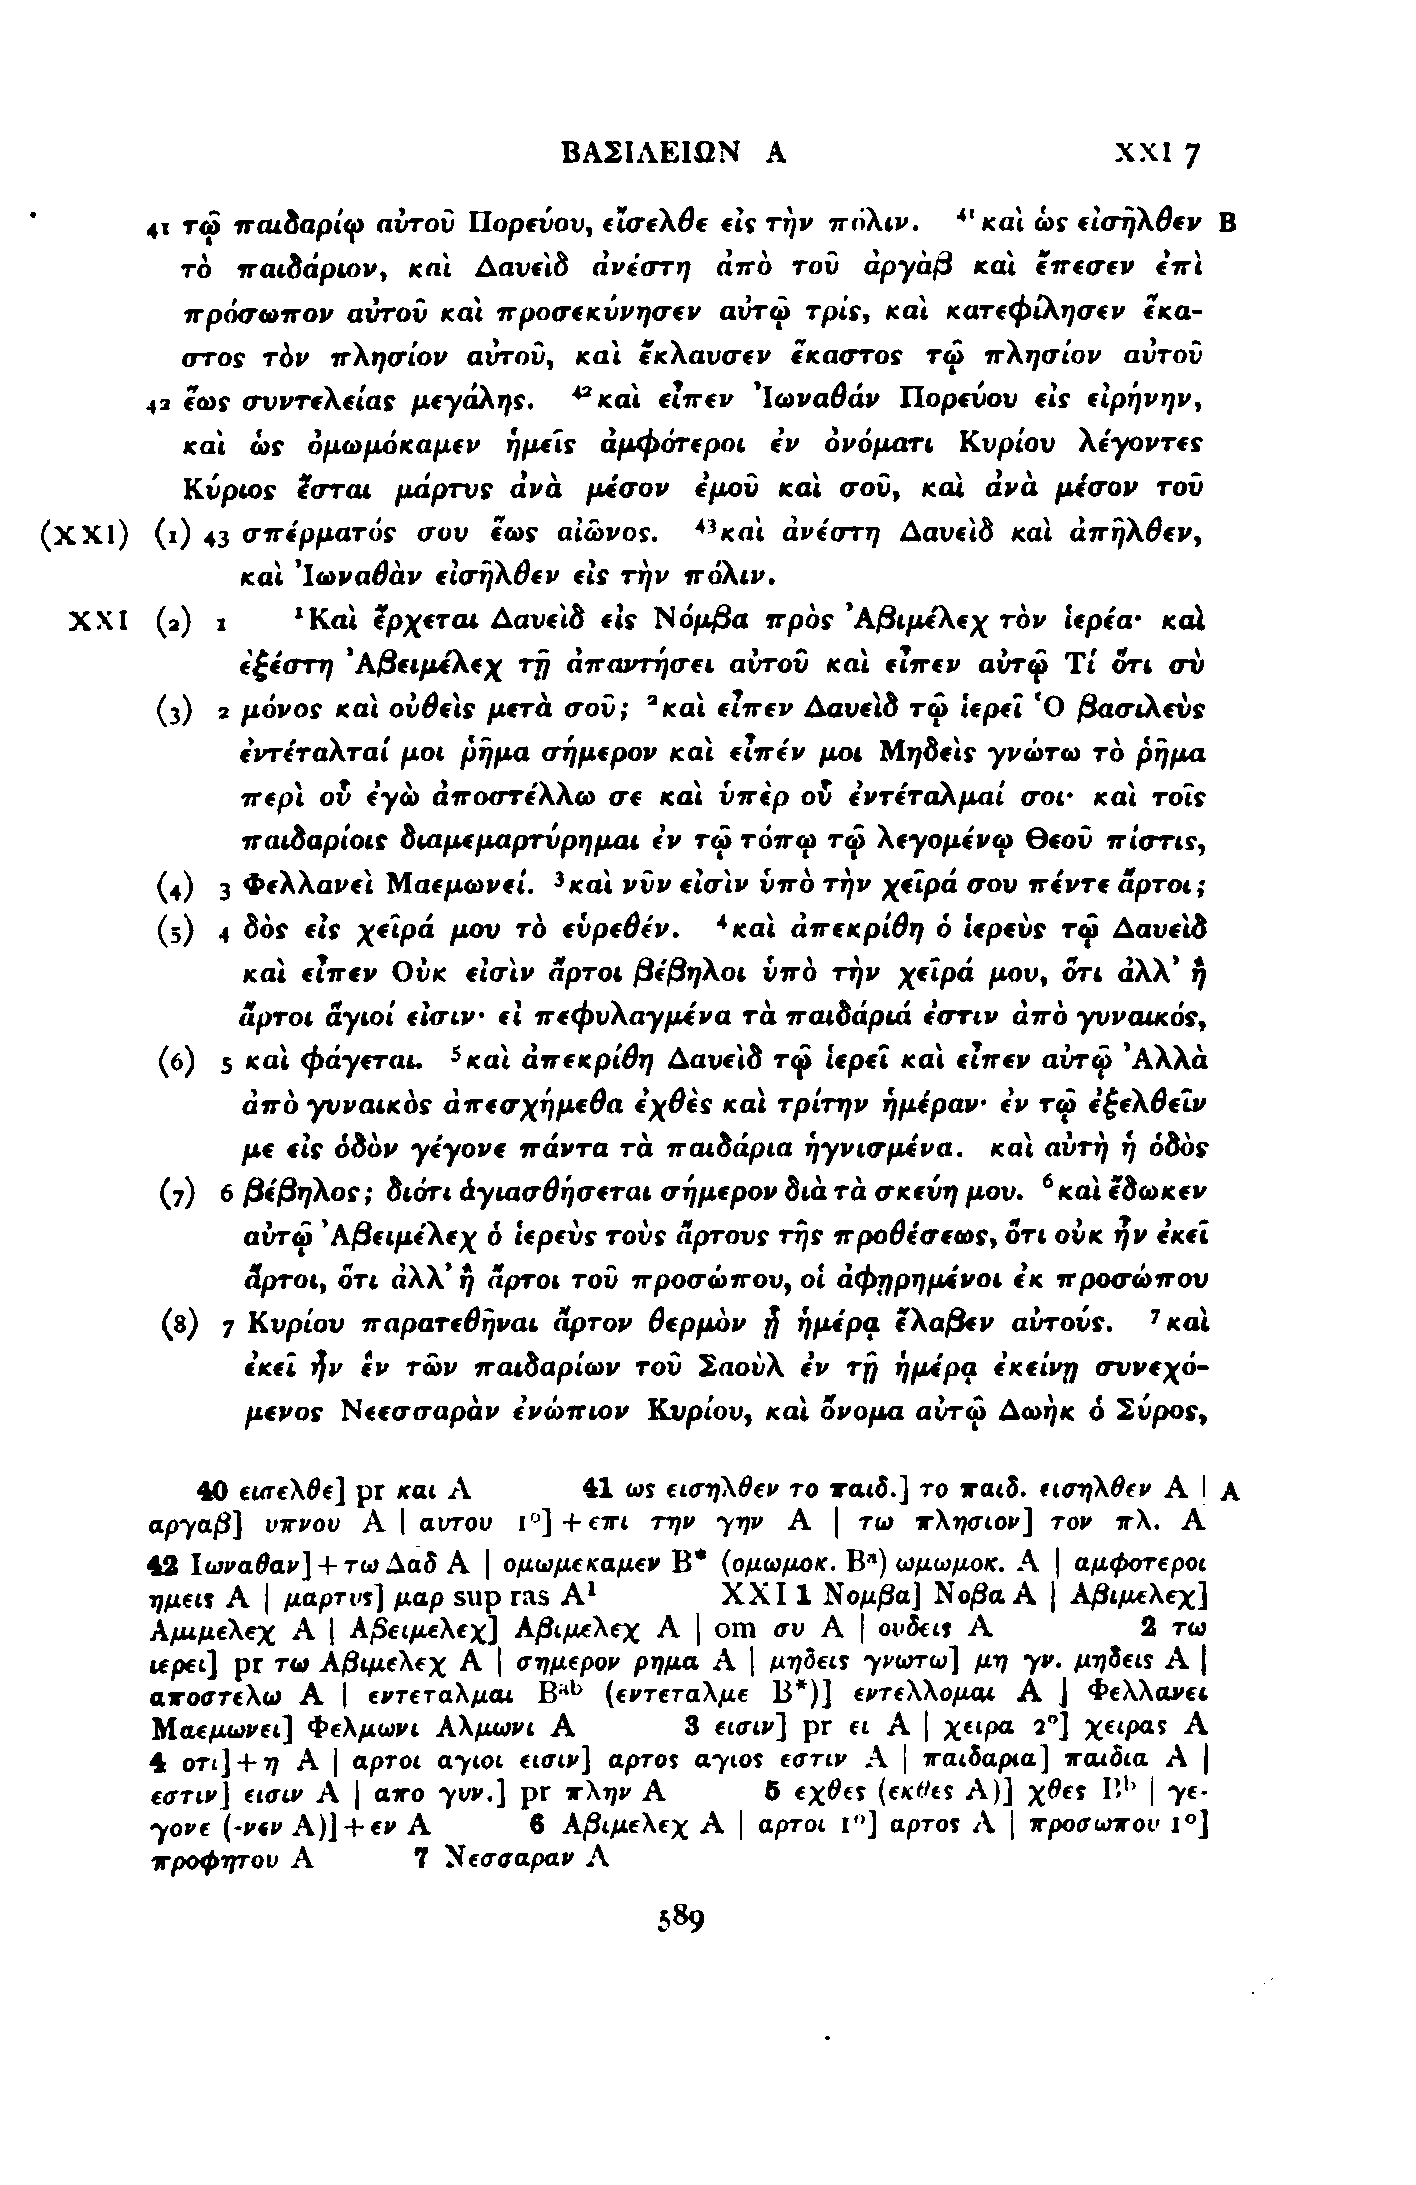 ΒΑΣΙΛΕΙΩΝ Α XXI 7
41 τῷ παιδαρίῳ αὐτοῦ Πορεύου, εἴσελθε εἰς τὴν πόλιν. ⁴¹καὶ ὡς εἰσῆλθεν B
τὸ παιδάριον, καὶ Δαυεὶδ ἀνέστη ἀπὸ τοῦ ἀργὰβ καὶ ἔπεσεν ἐπὶ
πρόσωπον αὐτοῦ καὶ προσεκύνησεν αὐτῷ τρίς, καὶ κατεφίλησεν ἕκα-
στος τὸν πλησίον αὐτοῦ, καὶ ἔκλαυσεν ἕκαστος τῷ πλησίον αὐτοῦ
42 ἕως συντελείας μεγάλης. ⁴²καὶ εἶπεν Ἰωναθάν Πορεύου εἰς εἰρήνην,
καὶ ὡς ὀμωμόκαμεν ἡμεῖς ἀμφότεροι ἐν ὀνόματι Κυρίου λέγοντες
Κύριος ἔσται μάρτυς ἀνὰ μέσον ἐμοῦ καὶ σοῦ, καὶ ἀνὰ μέσον τοῦ
(XXI) (1) 43 σπέρματός σου ἕως αἰῶνος. ⁴³καὶ ἀνέστη Δαυεὶδ καὶ ἀπῆλθεν,
καὶ Ἰωναθὰν εἰσῆλθεν εἰς τὴν πόλιν.
XXI (2) 1 ¹Καὶ ἔρχεται Δαυεὶδ εἰς Νόμβα πρὸς Ἀβιμέλεχ τὸν ἱερέα· καὶ
ἐξέστη Ἀβειμέλεχ τῇ ἀπαντήσει αὐτοῦ καὶ εἶπεν αὐτῷ Τί ὅτι σὺ
(3) 2 μόνος καὶ οὐθεὶς μετὰ σοῦ; ²καὶ εἶπεν Δαυεὶδ τῷ ἱερεῖ Ὁ βασιλεὺς
ἐντέταλταί μοι ῥῆμα σήμερον καὶ εἶπέν μοι Μηδεὶς γνώτω τὸ ῥῆμα
περὶ οὗ ἐγὼ ἀποστέλλω σε καὶ ὑπὲρ οὗ ἐντέταλμαί σοι· καὶ τοῖς
παιδαρίοις διαμεμαρτύρημαι ἐν τῷ τόπῳ τῷ λεγομένῳ Θεοῦ πίστις,
(4) 3 Φελλανεὶ Μαεμωνεί. ³καὶ νῦν εἰσὶν ὑπὸ τὴν χεῖρά σου πέντε ἄρτοι;
(5) 4 δὸς εἰς χεῖρά μου τὸ εὑρεθέν. ⁴καὶ ἀπεκρίθη ὁ ἱερεὺς τῷ Δαυεὶδ
καὶ εἶπεν Οὐκ εἰσὶν ἄρτοι βέβηλοι ὑπὸ τὴν χεῖρά μου, ὅτι ἀλλ᾽ ἢ
ἄρτοι ἅγιοί εἰσιν· εἰ πεφυλαγμένα τὰ παιδάριά ἐστιν ἀπὸ γυναικός,
(6) 5 καὶ φάγεται. ⁵καὶ ἀπεκρίθη Δαυεὶδ τῷ ἱερεῖ καὶ εἶπεν αὐτῷ Ἀλλὰ
ἀπὸ γυναικὸς ἀπεσχήμεθα ἐχθὲς καὶ τρίτην ἡμέραν· ἐν τῷ ἐξελθεῖν
με εἰς ὁδὸν γέγονε πάντα τὰ παιδάρια ἡγνισμένα. καὶ αὐτὴ ἡ ὁδὸς
(7) 6 βέβηλος; διότι ἁγιασθήσεται σήμερον διὰ τὰ σκεύη μου. ⁶καὶ ἔδωκεν
αὐτῷ Ἀβειμέλεχ ὁ ἱερεὺς τοὺς ἄρτους τῆς προθέσεως, ὅτι οὐκ ἦν ἐκεῖ
ἄρτοι, ὅτι ἀλλ᾽ ἢ ἄρτοι τοῦ προσώπου, οἱ ἀφῃρημένοι ἐκ προσώπου
(8) 7 Κυρίου παρατεθῆναι ἄρτον θερμὸν ᾗ ἡμέρᾳ ἔλαβεν αὐτούς. ⁷καὶ
ἐκεῖ ἦν ἓν τῶν παιδαρίων τοῦ Σαοὺλ ἐν τῇ ἡμέρᾳ ἐκείνῃ συνεχό-
μενος Νεεσσαρὰν ἐνώπιον Κυρίου, καὶ ὄνομα αὐτῷ Δωὴκ ὁ Σύρος,
40 εισελθε] pr και A 41 ως εισηλθεν το παιδ.] το παιδ. εισηλθεν A | A
αργαβ] υπνου A | αυτου 1º] + επι την γην A | τω πλησιον] τον πλ. A
42 Ιωναθαν] + τω Δαδ A | ομωμεκαμεν B* (ομωμοκ. Bᵃ) ωμωμοκ. A | αμφοτεροι
ημεις A | μαρτυς] μαρ sup ras A¹ XXI 1 Νομβα] Νοβα A | Αβιμελεχ]
Αμιμελεχ A | Αβειμελεχ] Αβιμελεχ A | om συ A | ουδεις A 2 τω
ιερει] pr τω Αβιμελεχ A | σημερον ρημα A | μηδεις γνωτω] μη γν. μηδεις A |
αποστελω A | εντεταλμαι Bᵃᵇ (εντεταλμε B*)] εντελλομαι A | Φελλανει
Μαεμωνει] Φελμωνι Αλμωνι A 3 εισιν] pr ει A | χειρα 2º] χειρας A
4 οτι] + η A | αρτοι αγιοι εισιν] αρτος αγιος εστιν A | παιδαρια] παιδια A |
εστιν] εισιν A | απο γυν.] pr πλην A 5 εχθες (εκθες A)] χθες Bᵇ | γε-
γονε (-νεν A)] + εν A 6 Αβιμελεχ A | αρτοι 1º] αρτος A | προσωπου 1º]
προφητου A 7 Νεσσαραν A
589